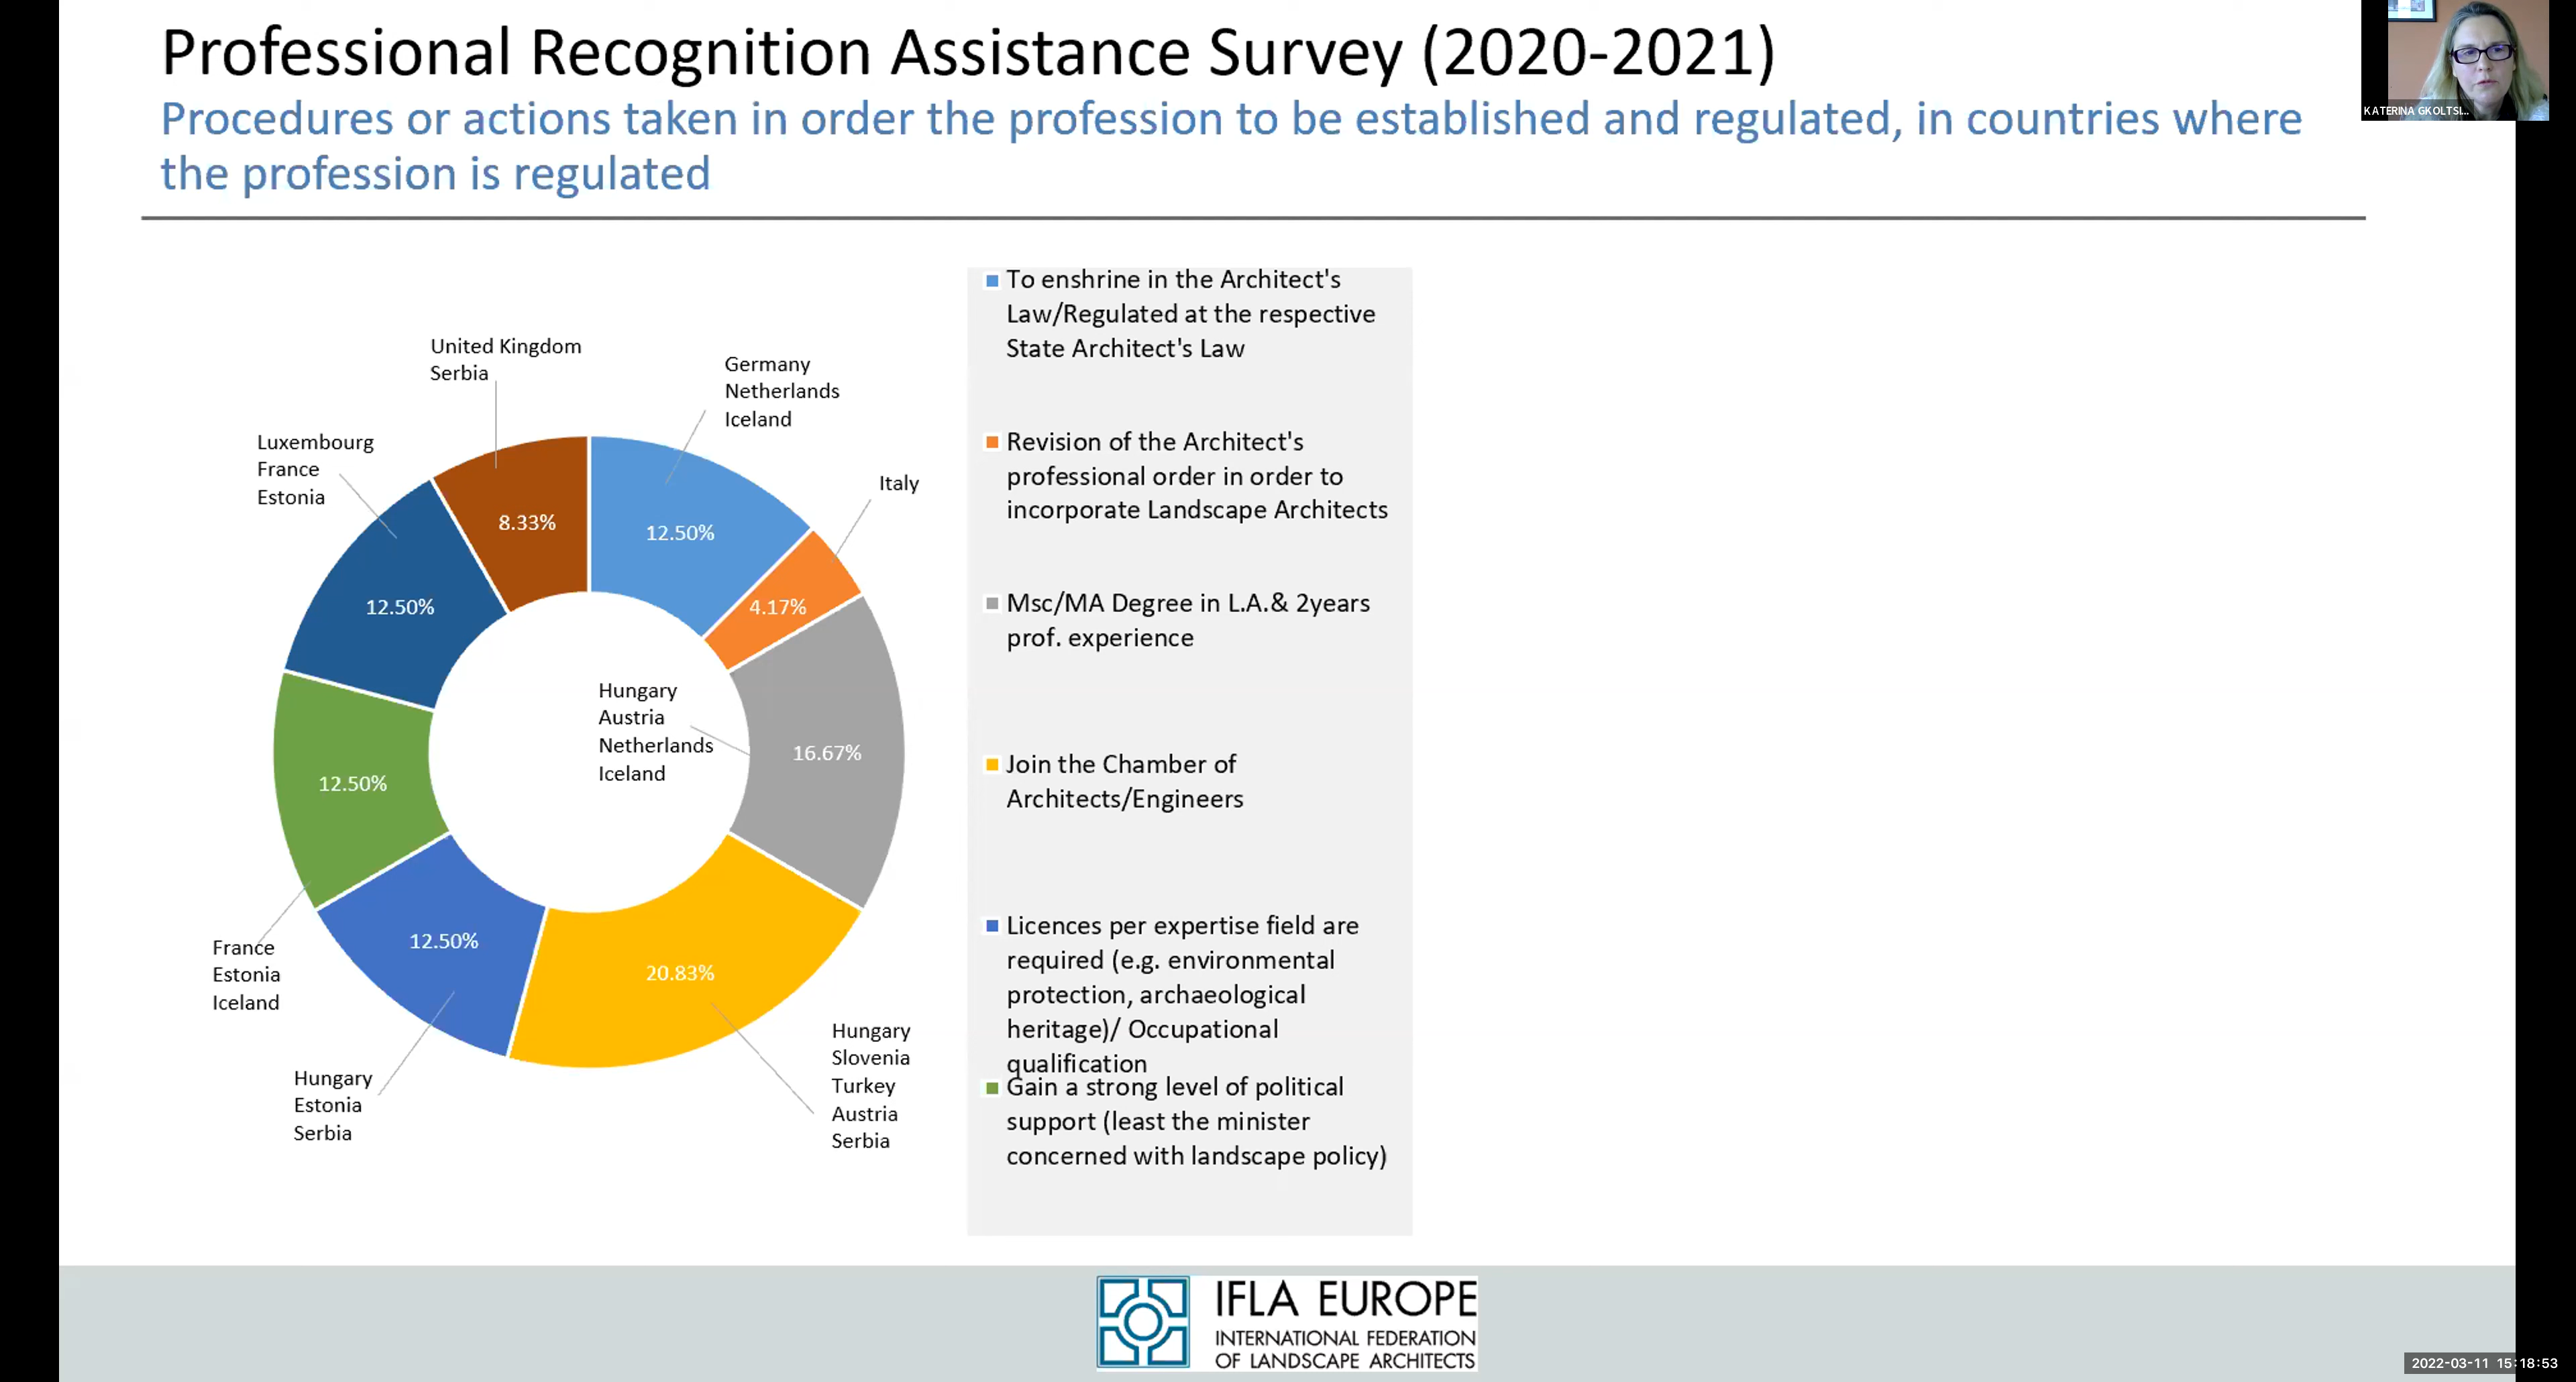 Professional Recognition Assistance Survey (2020-2021)
Procedures or actions taken in order the profession to be established and regulated, in countries where
the profession is regulated
KATERINA GKOLTSI...
United Kingdom
Serbia
Germany
Netherlands
Iceland
Luxembourg
France
Estonia
Italy
8.33%
12.50%
12.50%
4.17%
Hungary
Austria
Netherlands
Iceland
16.67%
12.50%
12.50%
20.83%
France
Estonia
Iceland
Hungary
Estonia
Serbia
Hungary
Slovenia
Turkey
Austria
Serbia
To enshrine in the Architect's
Law/Regulated at the respective
State Architect's Law
Revision of the Architect's
professional order in order to
incorporate Landscape Architects
Msc/MA Degree in L.A.& 2years
prof. experience
Join the Chamber of
Architects/Engineers
Licences per expertise field are
required (e.g. environmental
protection, archaeological
heritage)/ Occupational
qualification
Gain a strong level of political
support (least the minister
concerned with landscape policy)
IFLA EUROPE
INTERNATIONAL FEDERATION
OF LANDSCAPE ARCHITECTS
2022-03-11 15:18:53